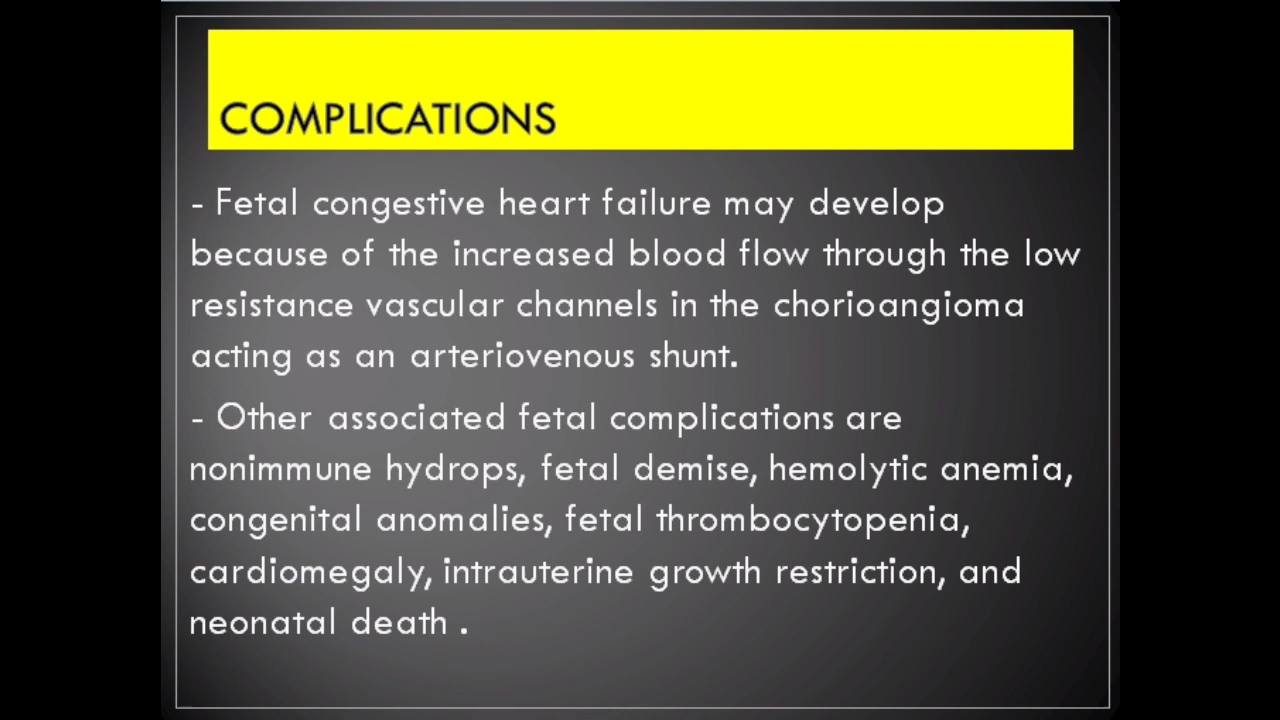 COMPLICATIONS
- Fetal congestive heart failure may develop
because of the increased blood flow through the low
resistance vascular channels in the chorioangioma
acting as an arteriovenous shunt.
- Other associated fetal complications are
nonimmune hydrops, fetal demise, hemolytic anemia,
congenital anomalies, fetal thrombocytopenia,
cardiomegaly, intrauterine growth restriction, and
neonatal death .